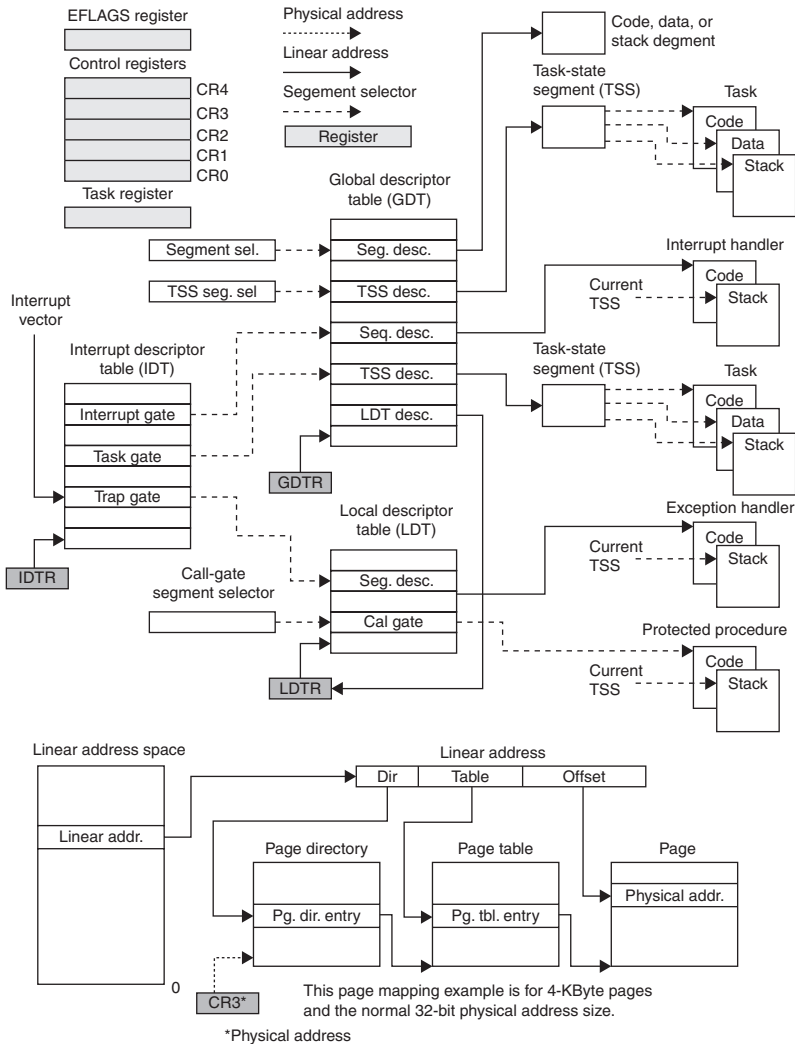 EFLAGS register
Control registers
CR4
CR3
CR2
CR1
CR0
Task register
Physical address
Linear address
Segement selector
Register
Code, data, or
stack degment
Task-state
segment (TSS)
Task
Code
Data
Stack
Global descriptor
table (GDT)
Segment sel.
Seg. desc.
TSS seg. sel
TSS desc.
Seq. desc.
TSS desc.
LDT desc.
GDTR
Interrupt handler
Code
Stack
Current
TSS
Interrupt
vector
Interrupt descriptor
table (IDT)
Interrupt gate
Task gate
Trap gate
IDTR
Task-state
segment (TSS)
Task
Code
Data
Stack
Local descriptor
table (LDT)
Seg. desc.
Cal gate
LDTR
Call-gate
segment selector
Exception handler
Code
Stack
Current
TSS
Protected procedure
Code
Stack
Current
TSS
Linear address space
Linear addr.
0
Linear address
Dir
Table
Offset
Page directory
Pg. dir. entry
Page table
Pg. tbl. entry
Page
Physical addr.
CR3*
This page mapping example is for 4-KByte pages
and the normal 32-bit physical address size.
*Physical address